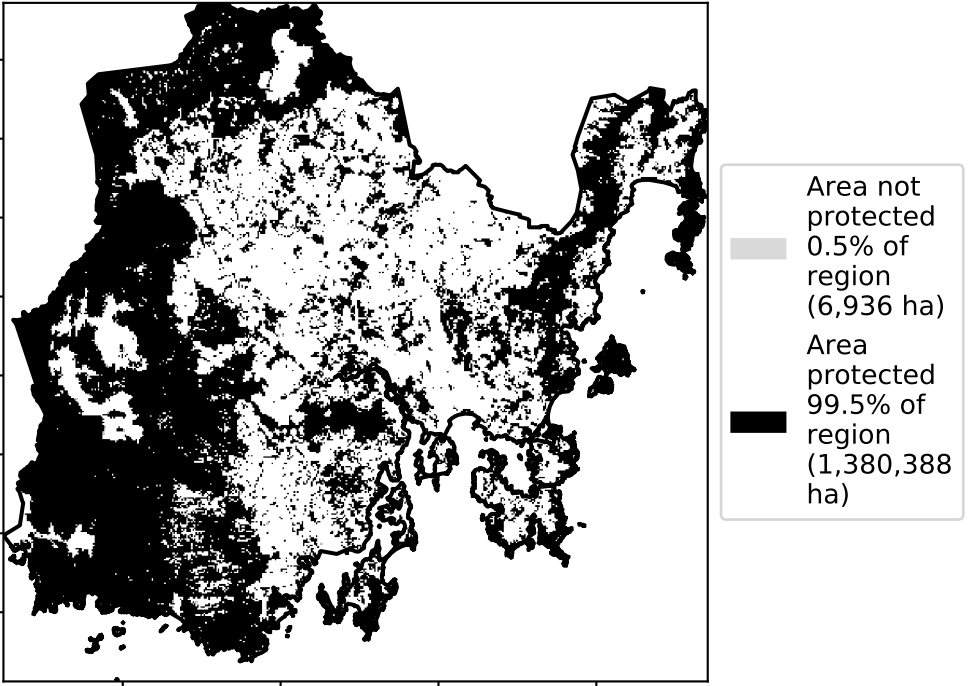 Area not
protected
0.5% of
region
(6,936 ha)
Area
protected
99.5% of
region
(1,380,388
ha)